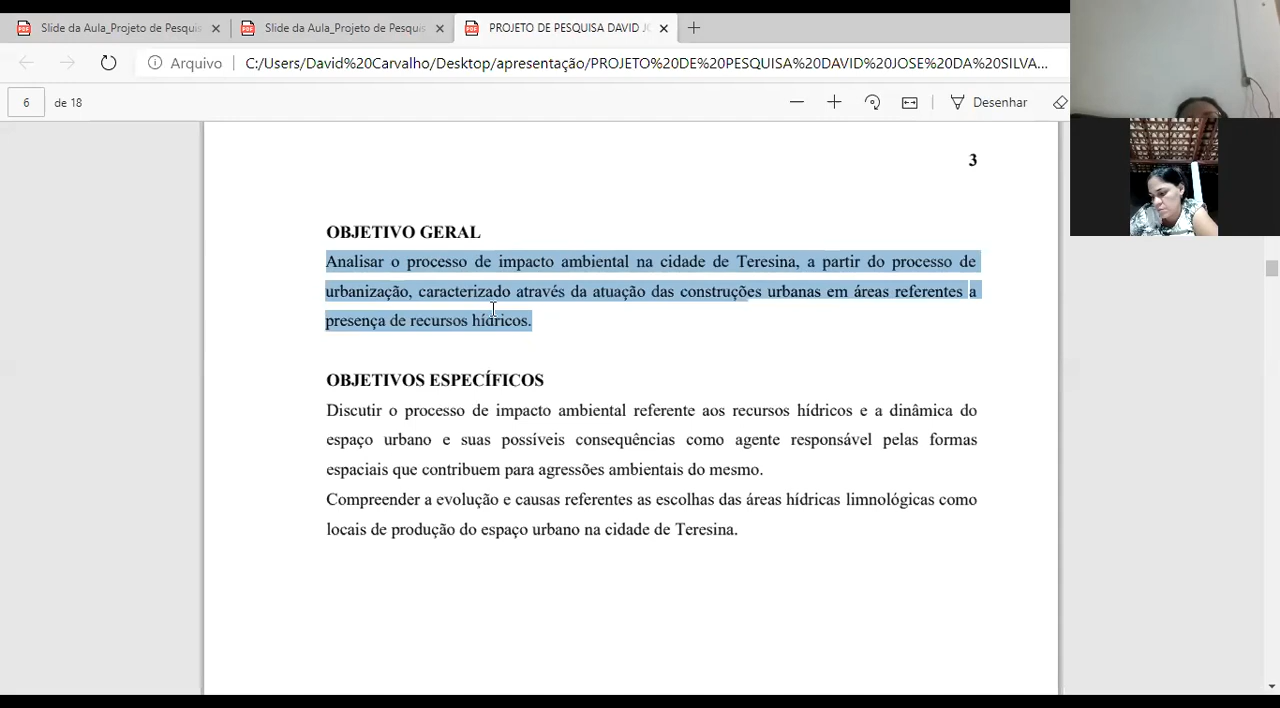 Slide da Aula_Projeto de Pesquis
Slide da Aula_Projeto de Pesquis
PROJETO DE PESQUISA DAVID JO
Arquivo
C:/Users/David%20Carvalho/Desktop/apresentação/PROJETO%20DE%20PESQUISA%20DAVID%20JOSE%20DA%20SILVA...
6 de 18
Desenhar
3
OBJETIVO GERAL
Analisar o processo de impacto ambiental na cidade de Teresina, a partir do processo de
urbanização, caracterizado através da atuação das construções urbanas em áreas referentes a
presença de recursos hídricos.
OBJETIVOS ESPECÍFICOS
Discutir o processo de impacto ambiental referente aos recursos hídricos e a dinâmica do
espaço urbano e suas possíveis consequências como agente responsável pelas formas
espaciais que contribuem para agressões ambientais do mesmo.
Compreender a evolução e causas referentes as escolhas das áreas hídricas limnológicas como
locais de produção do espaço urbano na cidade de Teresina.